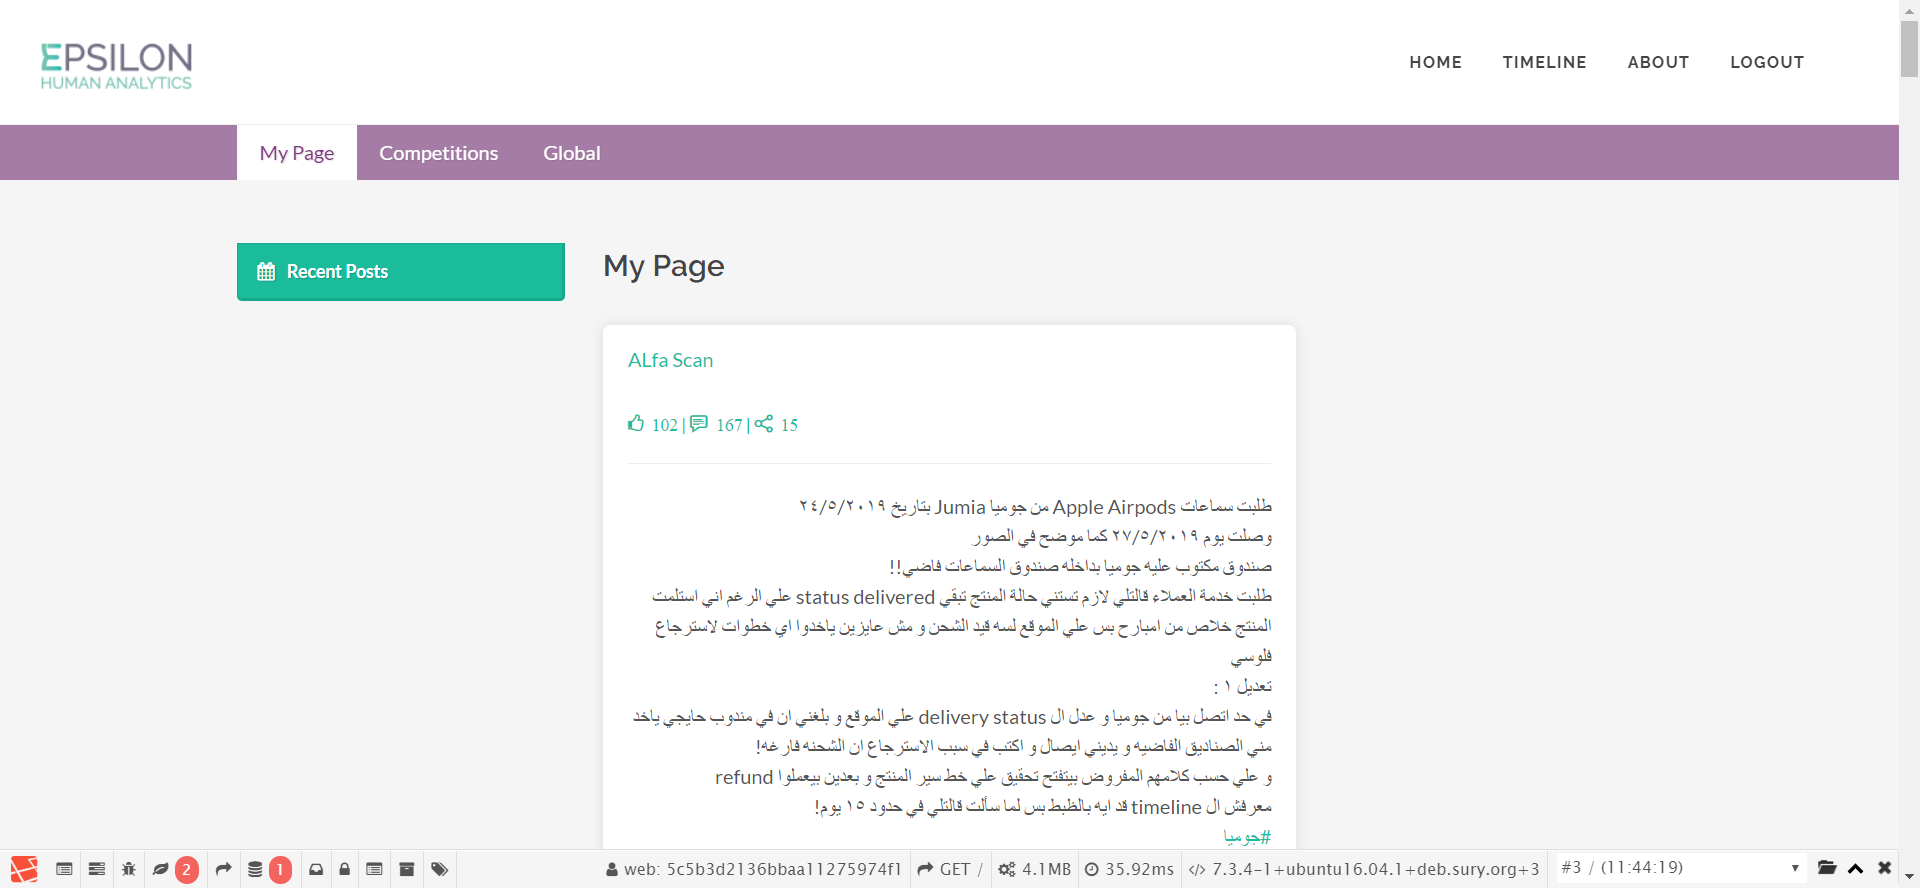 EPSILON
HUMAN ANALYTICS
HOME TIMELINE ABOUT LOGOUT
My Page Competitions Global
Recent Posts
My Page
ALfa Scan
102 | 167 | 15
طلبت سماعات Apple Airpods من جوميا Jumia بتاريخ ٢٤/٥/٢٠١٩
وصلت يوم ٢٧/٥/٢٠١٩ كما موضح في الصور
صندوق مكتوب عليه جوميا بداخله صندوق السماعات فاضي!!
طلبت خدمة العملاء قالتلي لازم تستني حالة المنتج تبقي status delivered علي الرغم اني استلمت
المنتج خلاص من امبارح بس علي الموقع لسه قيد الشحن و مش عايزين ياخدوا اي خطوات لاسترجاع
فلوسي
تعديل ١ :
في حد اتصل بيا من جوميا و عدل ال delivery status علي الموقع و بلغني ان في مندوب حايجي ياخد
مني الصناديق الفاضيه و يديني ايصال و اكتب في سبب الاسترجاع ان الشحنه فارغه!
و علي حسب كلامهم المفروض بيتفتح تحقيق علي خط سير المنتج و بعدين بيعملوا refund
معرفش ال timeline قد ايه بالظبط بس لما سألت قالتلي في حدود ١٥ يوم!
#جوميا
2 1 web: 5c5b3d2136bbaa11275974f1 GET / 4.1MB 35.92ms 7.3.4-1+ubuntu16.04.1+deb.sury.org+3 #3 / (11:44:19)